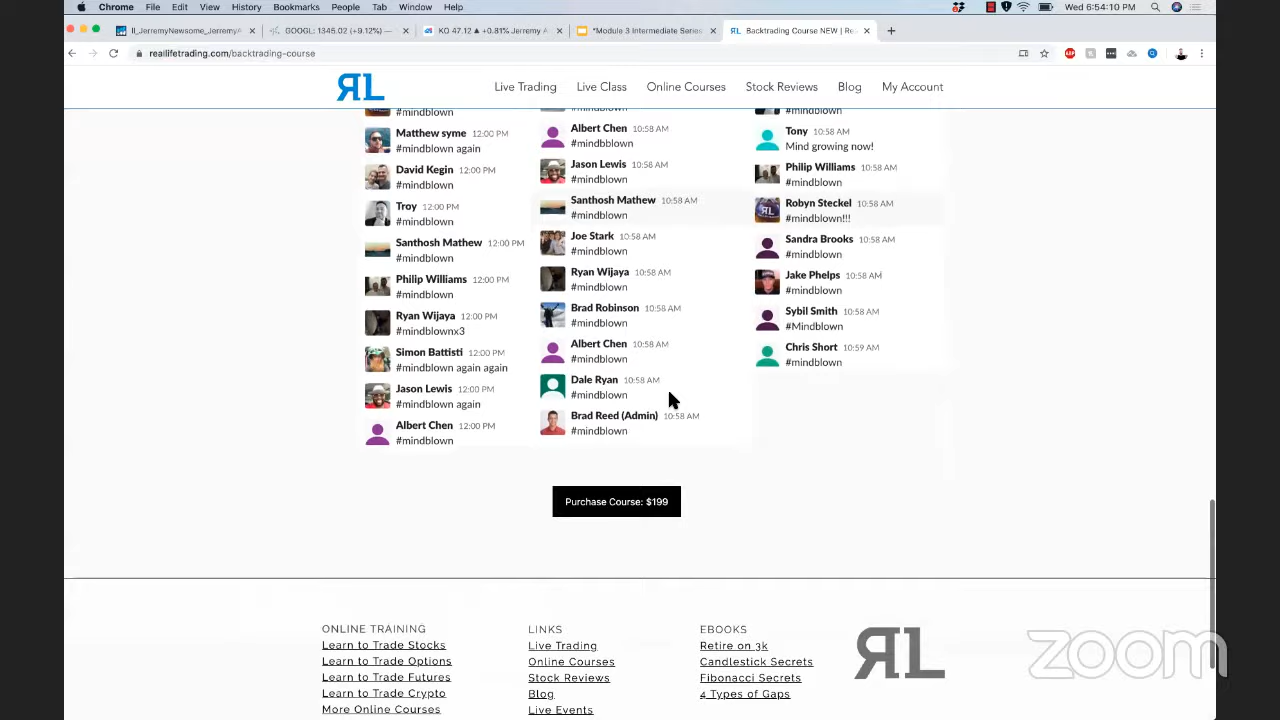 Chrome File Edit View History Bookmarks People Tab Window Help Wed 6:54:10 PM
II_JerremyNewsome_JerremyA × GOOGL: 1345.02 (+9.12%) — × KO 47.12 ▲ +0.81% Jerremy A × *Module 3 Intermediate Series × Backtrading Course NEW | Re × +
reallifetrading.com/backtrading-course
RL Live Trading Live Class Online Courses Stock Reviews Blog My Account
#mindblown
Matthew syme 12:00 PM
#mindblown again
David Kegin 12:00 PM
#mindblown
Troy 12:00 PM
#mindblown
Santhosh Mathew 12:00 PM
#mindblown
Philip Williams 12:00 PM
#mindblown
Ryan Wijaya 12:00 PM
#mindblownx3
Simon Battisti 12:00 PM
#mindblown again again
Jason Lewis 12:00 PM
#mindblown again
Albert Chen 12:00 PM
#mindblown
#mindblown
Albert Chen 10:58 AM
#mindbblown
Jason Lewis 10:58 AM
#mindblown
Santhosh Mathew 10:58 AM
#mindblown
Joe Stark 10:58 AM
#mindblown
Ryan Wijaya 10:58 AM
#mindblown
Brad Robinson 10:58 AM
#mindblown
Albert Chen 10:58 AM
#mindblown
Dale Ryan 10:58 AM
#mindblown
Brad Reed (Admin) 10:58 AM
#mindblown
#mindblown
Tony 10:58 AM
Mind growing now!
Philip Williams 10:58 AM
#mindblown
Robyn Steckel 10:58 AM
#mindblown!!!
Sandra Brooks 10:58 AM
#mindblown
Jake Phelps 10:58 AM
#mindblown
Sybil Smith 10:58 AM
#Mindblown
Chris Short 10:59 AM
#mindblown
Purchase Course: $199
ONLINE TRAINING
Learn to Trade Stocks
Learn to Trade Options
Learn to Trade Futures
Learn to Trade Crypto
More Online Courses
LINKS
Live Trading
Online Courses
Stock Reviews
Blog
Live Events
EBOOKS
Retire on 3k
Candlestick Secrets
Fibonacci Secrets
4 Types of Gaps
RL
zoom